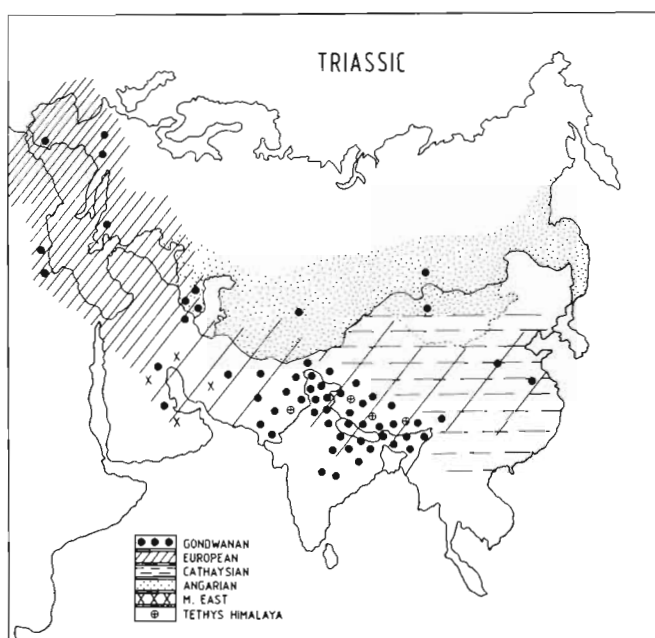 TRIASSIC
GONDWANAN
EUROPEAN
CATHAYSIAN
ANGARIAN
M. EAST
TETHYS HIMALAYA